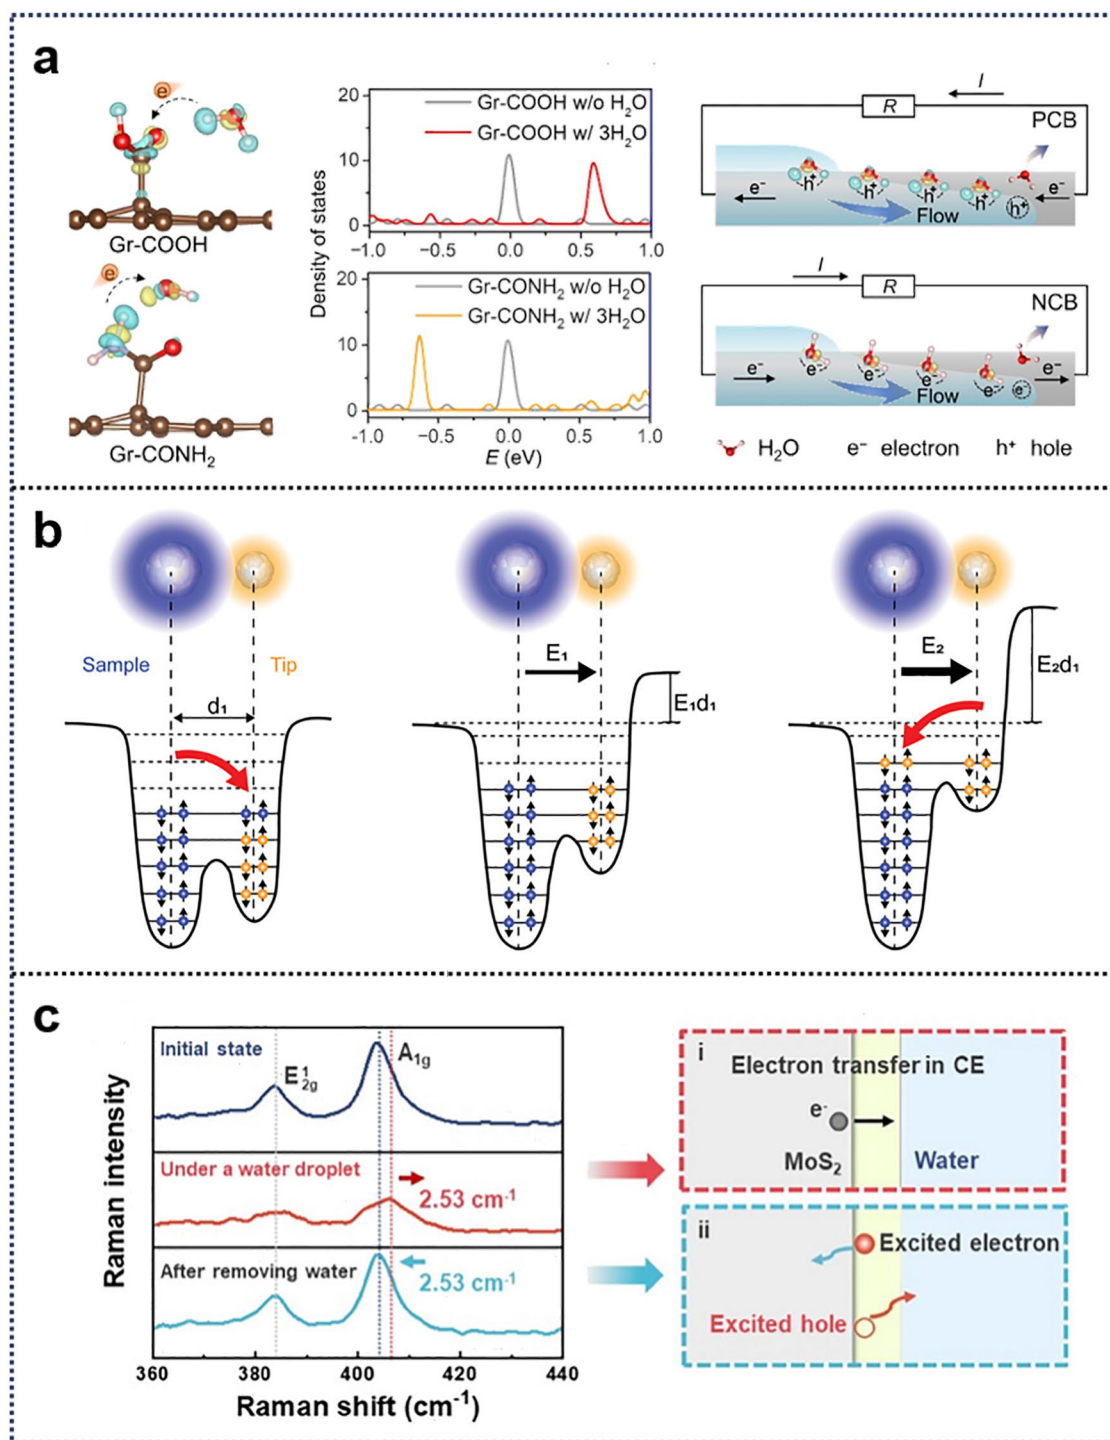 a
e
Gr-COOH
e
Gr-CONH₂
Density of states
20
10
0
Gr-COOH w/o H₂O
Gr-COOH w/ 3H₂O
-1.0 -0.5 0.0 0.5 1.0
20
10
0
Gr-CONH₂ w/o H₂O
Gr-CONH₂ w/ 3H₂O
-1.0 -0.5 0.0 0.5 1.0
E (eV)
I
R
PCB
e⁻ h⁺ h⁺ h⁺ h⁺ h⁺ e⁻
Flow
I
R
NCB
e⁻ e⁻ e⁻ e⁻ e⁻ e⁻ e⁻
Flow
H₂O e⁻ electron h⁺ hole
b
Sample Tip
d₁
E₁
E₁d₁
E₂
E₂d₁
c
Raman intensity
Initial state
E¹2g
A1g
Under a water droplet
2.53 cm⁻¹
After removing water
2.53 cm⁻¹
360 380 400 420 440
Raman shift (cm⁻¹)
i
Electron transfer in CE
e⁻
MoS₂ Water
ii
Excited electron
Excited hole